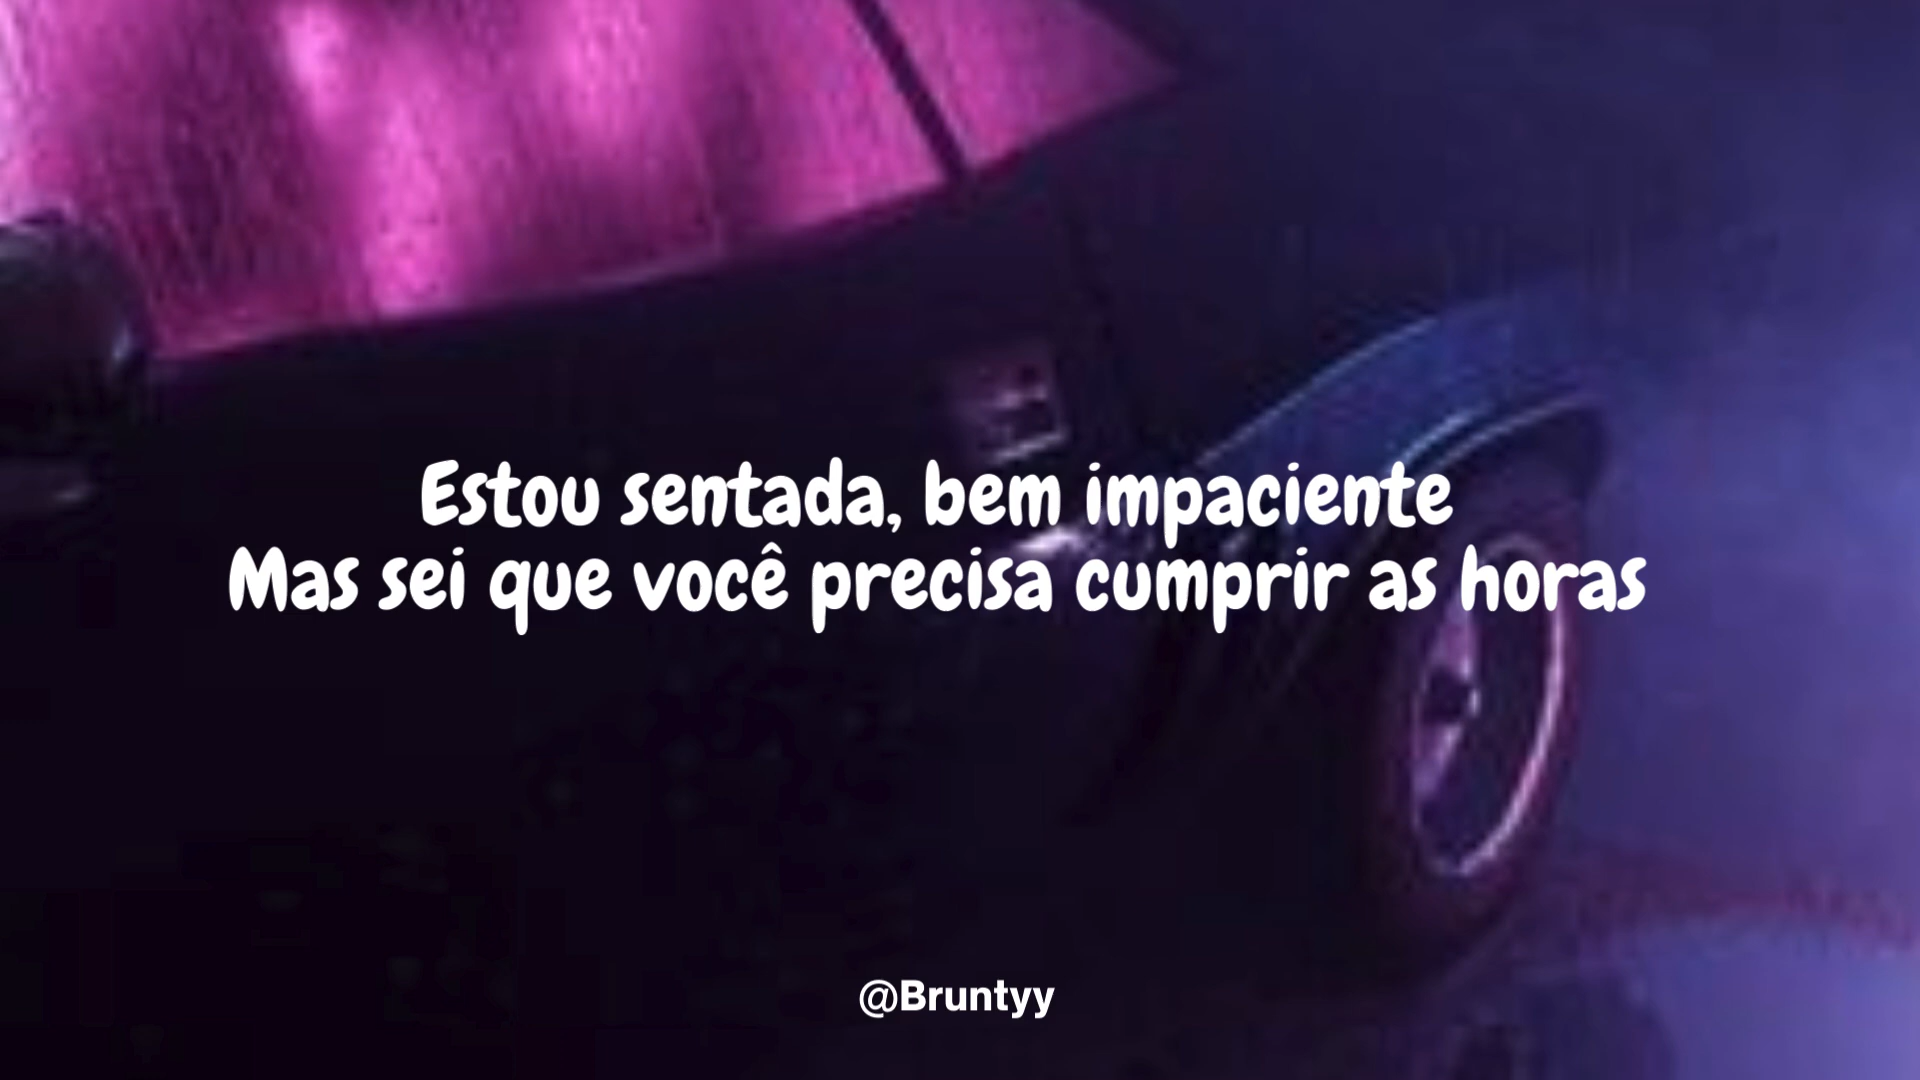 Estou sentada, bem impaciente
Mas sei que você precisa cumprir as horas
@Bruntyy